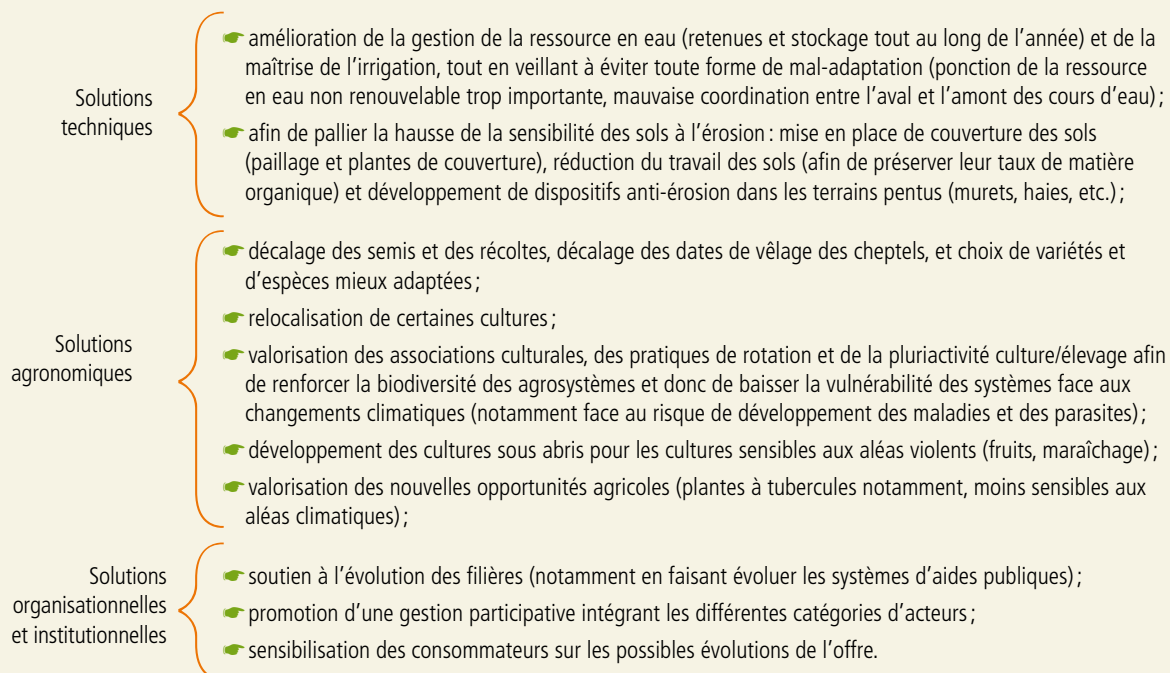 Solutions
techniques
amélioration de la gestion de la ressource en eau (retenues et stockage tout au long de l’année) et de la
maîtrise de l’irrigation, tout en veillant à éviter toute forme de mal-adaptation (ponction de la ressource
en eau non renouvelable trop importante, mauvaise coordination entre l’aval et l’amont des cours d’eau) ;
afin de pallier la hausse de la sensibilité des sols à l’érosion : mise en place de couverture des sols
(paillage et plantes de couverture), réduction du travail des sols (afin de préserver leur taux de matière
organique) et développement de dispositifs anti-érosion dans les terrains pentus (murets, haies, etc.) ;
Solutions
agronomiques
décalage des semis et des récoltes, décalage des dates de vêlage des cheptels, et choix de variétés et
d’espèces mieux adaptées ;
relocalisation de certaines cultures ;
valorisation des associations culturales, des pratiques de rotation et de la pluriactivité culture/élevage afin
de renforcer la biodiversité des agrosystèmes et donc de baisser la vulnérabilité des systèmes face aux
changements climatiques (notamment face au risque de développement des maladies et des parasites) ;
développement des cultures sous abris pour les cultures sensibles aux aléas violents (fruits, maraîchage) ;
valorisation des nouvelles opportunités agricoles (plantes à tubercules notamment, moins sensibles aux
aléas climatiques) ;
Solutions
organisationnelles
et institutionnelles
soutien à l’évolution des filières (notamment en faisant évoluer les systèmes d’aides publiques) ;
promotion d’une gestion participative intégrant les différentes catégories d’acteurs ;
sensibilisation des consommateurs sur les possibles évolutions de l’offre.